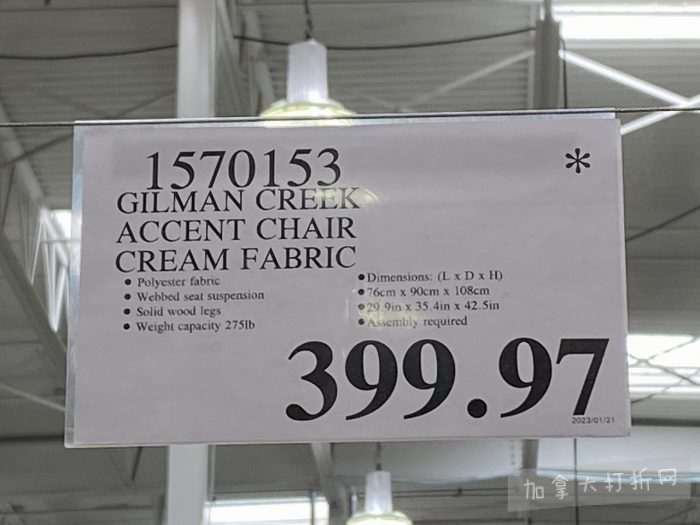 1570153 *
GILMAN CREEK
ACCENT CHAIR
CREAM FABRIC
● Polyester fabric
● Webbed seat suspension
● Solid wood legs
● Weight capacity 275lb
● Dimensions: (L x D x H)
● 76cm x 90cm x 108cm
● 29.9in x 35.4in x 42.5in
● Assembly required
399.97
2023/01/21
加拿大打折网